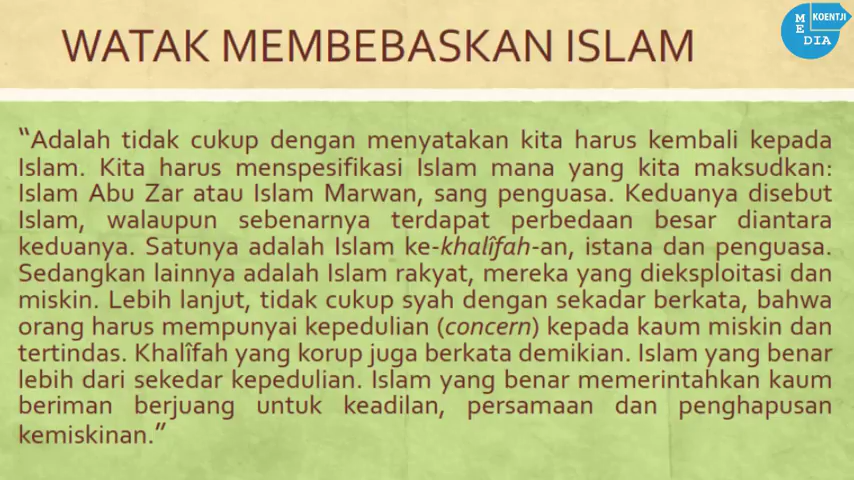 WATAK MEMBEBASKAN ISLAM
MEDIA
KOENTJI
“Adalah tidak cukup dengan menyatakan kita harus kembali kepada
Islam. Kita harus menspesifikasi Islam mana yang kita maksudkan:
Islam Abu Zar atau Islam Marwan, sang penguasa. Keduanya disebut
Islam, walaupun sebenarnya terdapat perbedaan besar diantara
keduanya. Satunya adalah Islam ke-khalîfah-an, istana dan penguasa.
Sedangkan lainnya adalah Islam rakyat, mereka yang dieksploitasi dan
miskin. Lebih lanjut, tidak cukup syah dengan sekadar berkata, bahwa
orang harus mempunyai kepedulian (concern) kepada kaum miskin dan
tertindas. Khalîfah yang korup juga berkata demikian. Islam yang benar
lebih dari sekedar kepedulian. Islam yang benar memerintahkan kaum
beriman berjuang untuk keadilan, persamaan dan penghapusan
kemiskinan.”